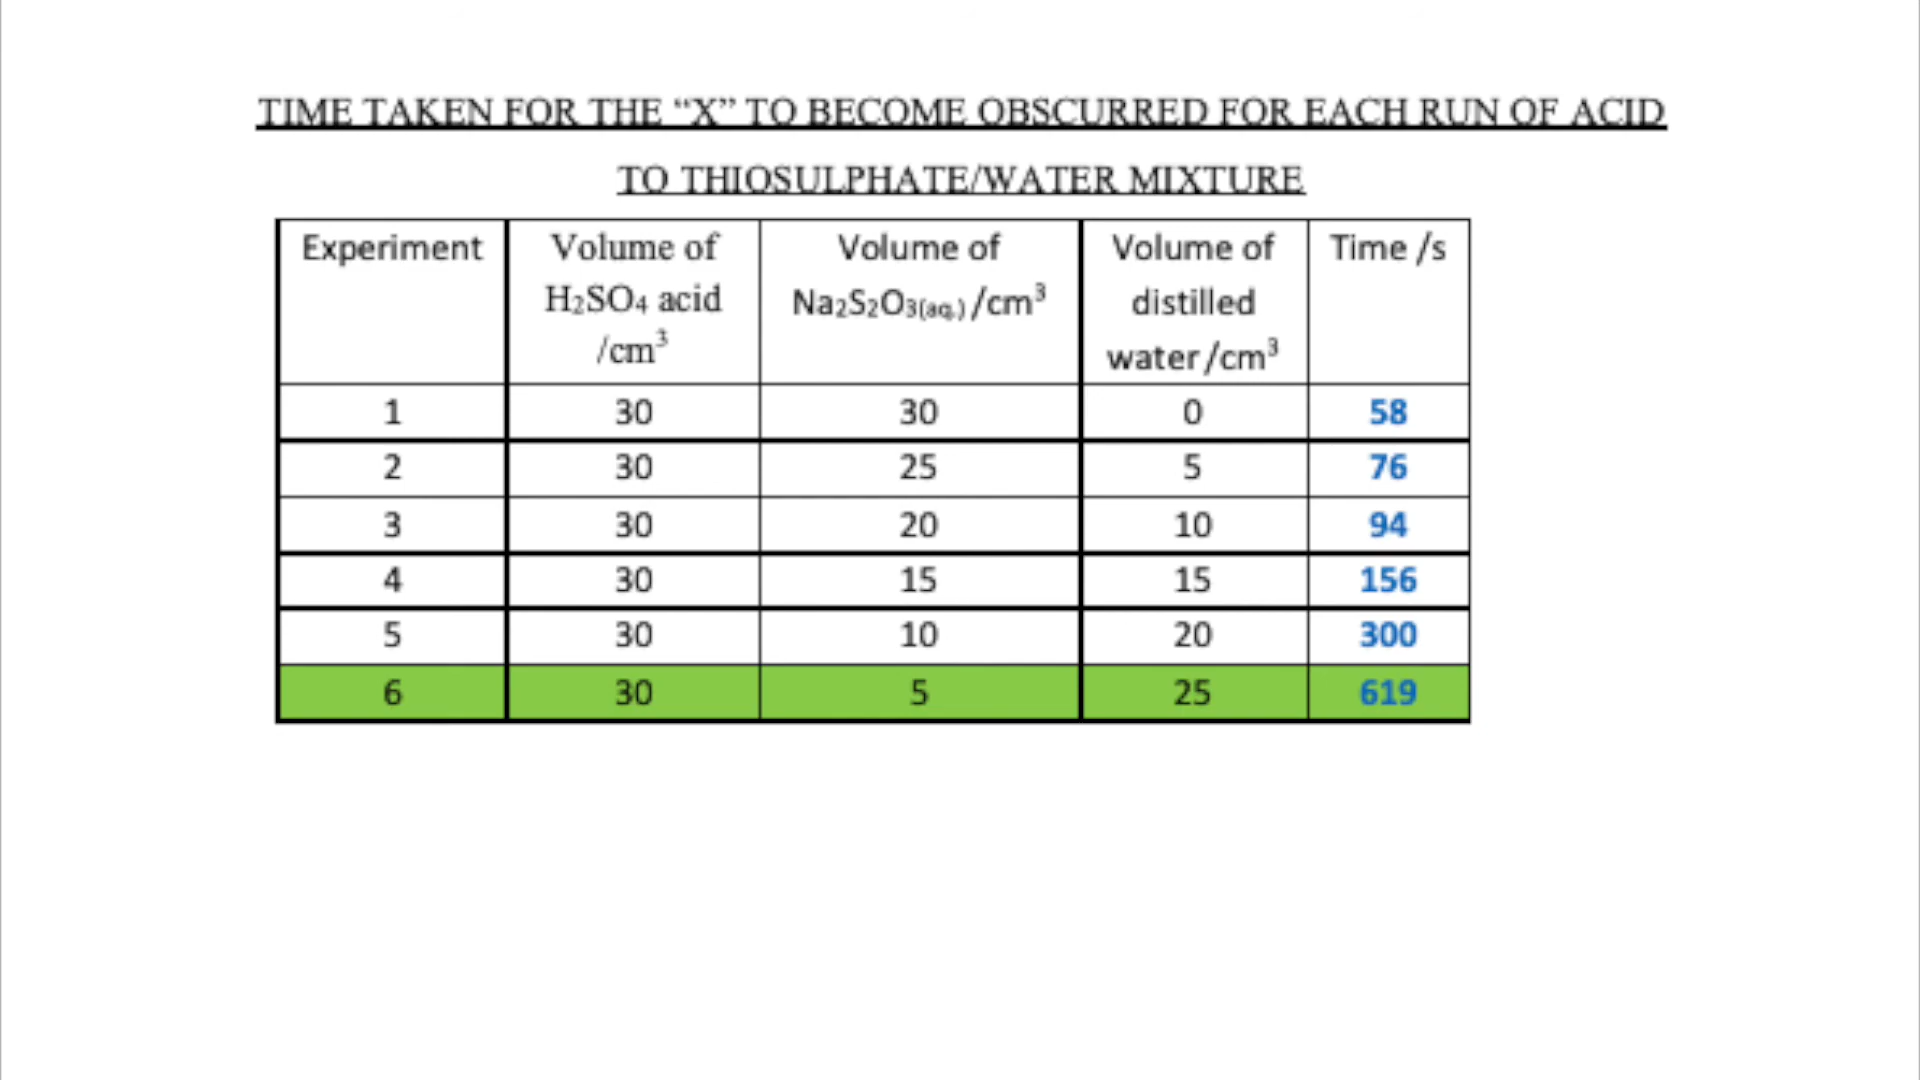 TIME TAKEN FOR THE “X” TO BECOME OBSCURRED FOR EACH RUN OF ACID
TO THIOSULPHATE/WATER MIXTURE
Experiment Volume of H₂SO₄ acid /cm³ Volume of Na₂S₂O₃(aq.) /cm³ Volume of distilled water /cm³ Time /s
1 30 30 0 58
2 30 25 5 76
3 30 20 10 94
4 30 15 15 156
5 30 10 20 300
6 30 5 25 619